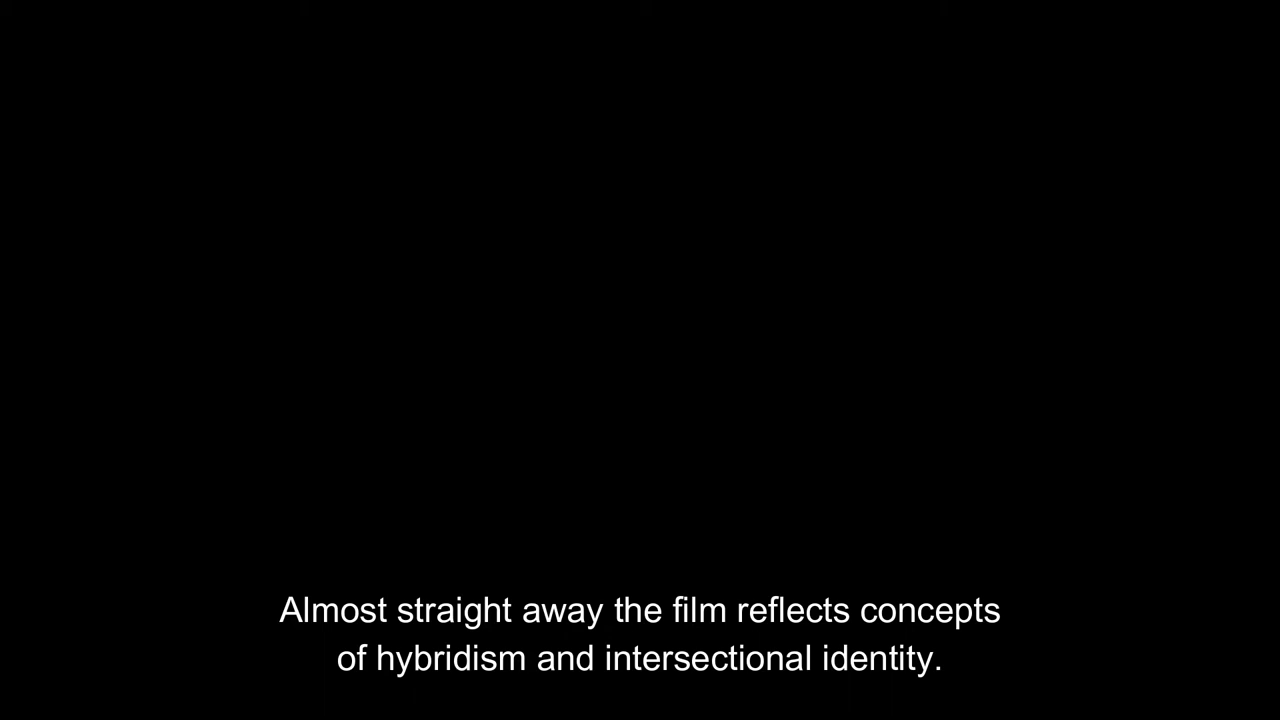 Almost straight away the film reflects concepts
of hybridism and intersectional identity.